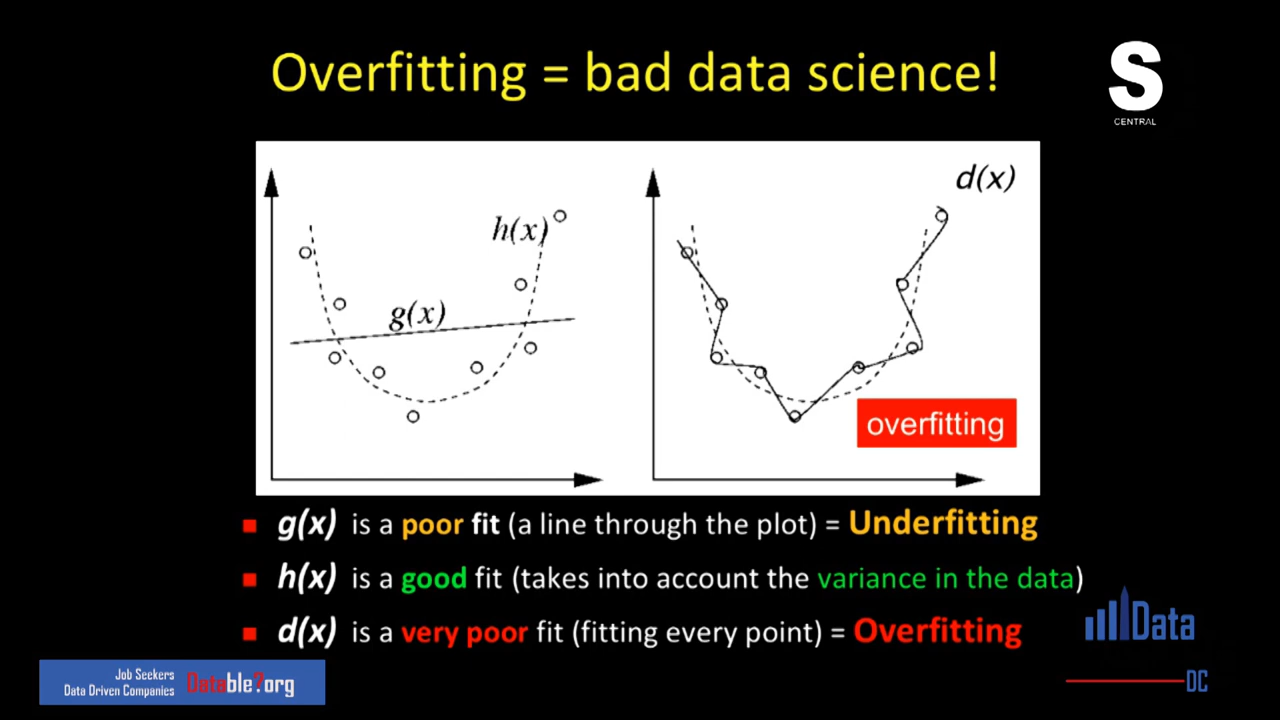 Overfitting = bad data science!
S
CENTRAL
h(x)
g(x)
d(x)
overfitting
g(x) is a poor fit (a line through the plot) = Underfitting
h(x) is a good fit (takes into account the variance in the data)
d(x) is a very poor fit (fitting every point) = Overfitting
Data
DC
Job Seekers
Data Driven Companies
Datable?org